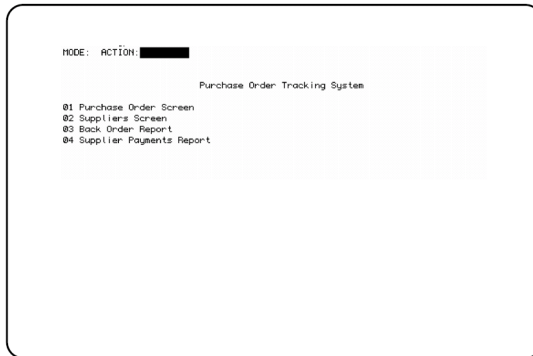 MODE: ACTION:
Purchase Order Tracking System
01 Purchase Order Screen
02 Suppliers Screen
03 Back Order Report
04 Supplier Payments Report